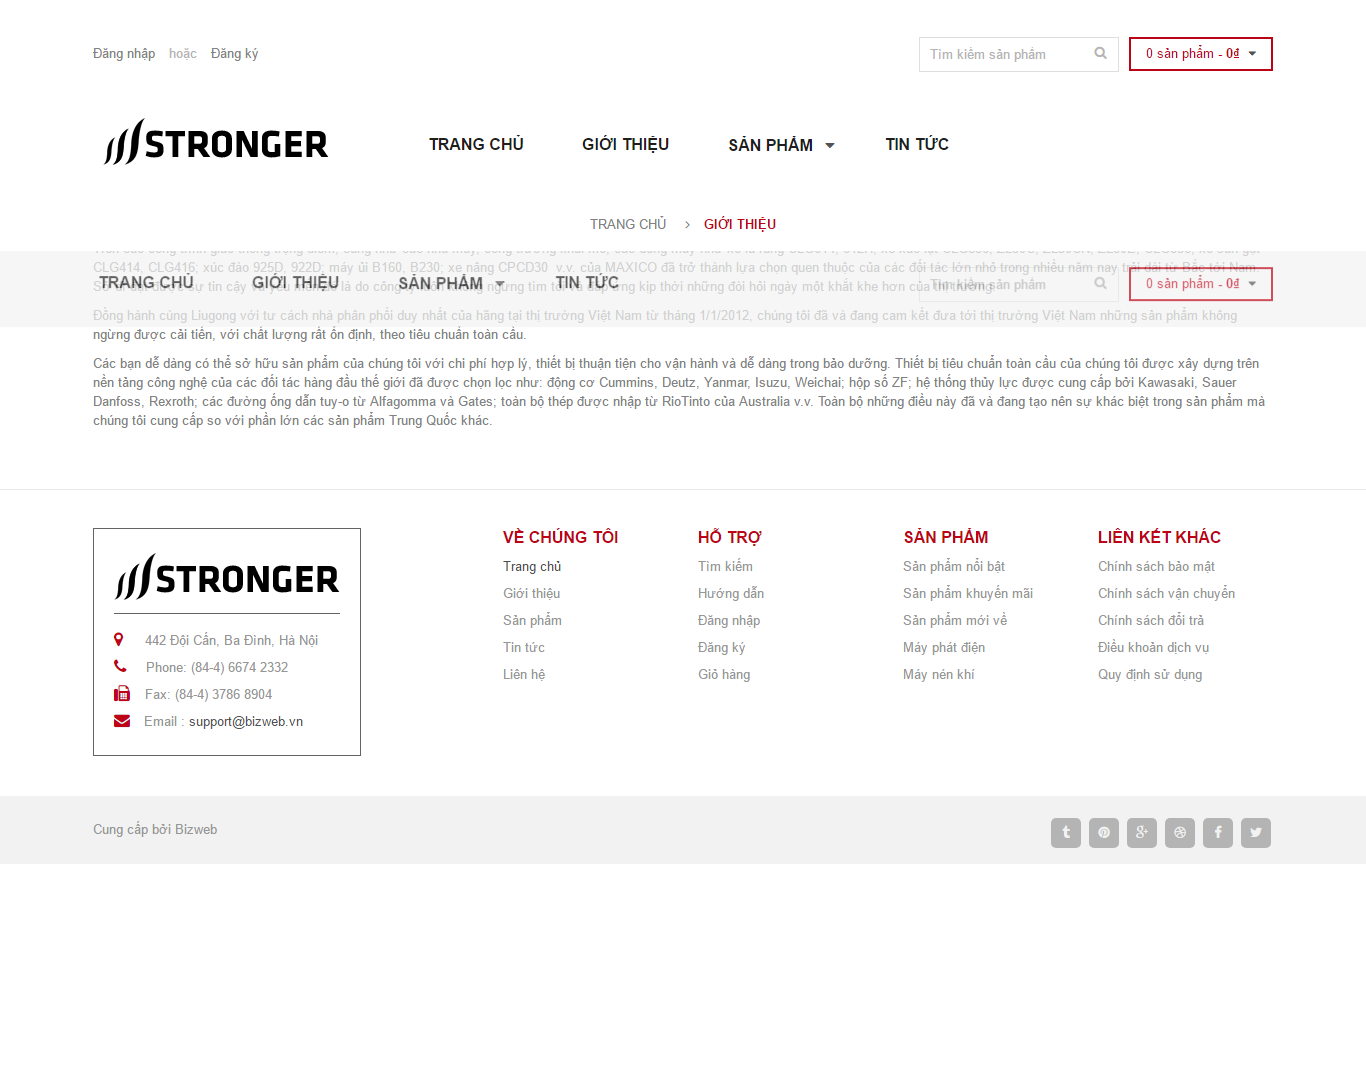 Đăng nhập hoặc Đăng ký
Tìm kiếm sản phẩm
0 sản phẩm - 0₫
STRONGER
TRANG CHỦ
GIỚI THIỆU
SẢN PHẨM
TIN TỨC
TRANG CHỦ > GIỚI THIỆU
CLG414, CLG416; xúc đào 925D, 922D; máy ủi B160, B230; xe nâng CPCD30 v.v. của MAXICO đã trở thành lựa chọn quen thuộc của các đối tác lớn nhỏ trong nhiều năm nay trải dài từ Bắc tới Nam.
TRANG CHỦ
GIỚI THIỆU
SẢN PHẨM
TIN TỨC
Tìm kiếm sản phẩm
0 sản phẩm - 0₫
không ngừng tìm tòi và đáp ứng kịp thời những đòi hỏi ngày một khắt khe hơn của thị trường.
Đồng hành cùng Liugong với tư cách nhà phân phối duy nhất của hãng tại thị trường Việt Nam từ tháng 1/1/2012, chúng tôi đã và đang cam kết đưa tới thị trường Việt Nam những sản phẩm không
ngừng được cải tiến, với chất lượng rất ổn định, theo tiêu chuẩn toàn cầu.
Các bạn dễ dàng có thể sở hữu sản phẩm của chúng tôi với chi phí hợp lý, thiết bị thuận tiện cho vận hành và dễ dàng trong bảo dưỡng. Thiết bị tiêu chuẩn toàn cầu của chúng tôi được xây dựng trên
nền tảng công nghệ của các đối tác hàng đầu thế giới đã được chọn lọc như: động cơ Cummins, Deutz, Yanmar, Isuzu, Weichai; hộp số ZF; hệ thống thủy lực được cung cấp bởi Kawasaki, Sauer
Danfoss, Rexroth; các đường ống dẫn tuy-o từ Alfagomma và Gates; toàn bộ thép được nhập từ RioTinto của Australia v.v. Toàn bộ những điều này đã và đang tạo nên sự khác biệt trong sản phẩm mà
chúng tôi cung cấp so với phần lớn các sản phẩm Trung Quốc khác.
STRONGER
442 Đội Cấn, Ba Đình, Hà Nội
Phone: (84-4) 6674 2332
Fax: (84-4) 3786 8904
Email : support@bizweb.vn
VỀ CHÚNG TÔI
Trang chủ
Giới thiệu
Sản phẩm
Tin tức
Liên hệ
HỖ TRỢ
Tìm kiếm
Hướng dẫn
Đăng nhập
Đăng ký
Giỏ hàng
SẢN PHẨM
Sản phẩm nổi bật
Sản phẩm khuyến mãi
Sản phẩm mới về
Máy phát điện
Máy nén khí
LIÊN KẾT KHÁC
Chính sách bảo mật
Chính sách vận chuyển
Chính sách đổi trả
Điều khoản dịch vụ
Quy định sử dụng
Cung cấp bởi Bizweb